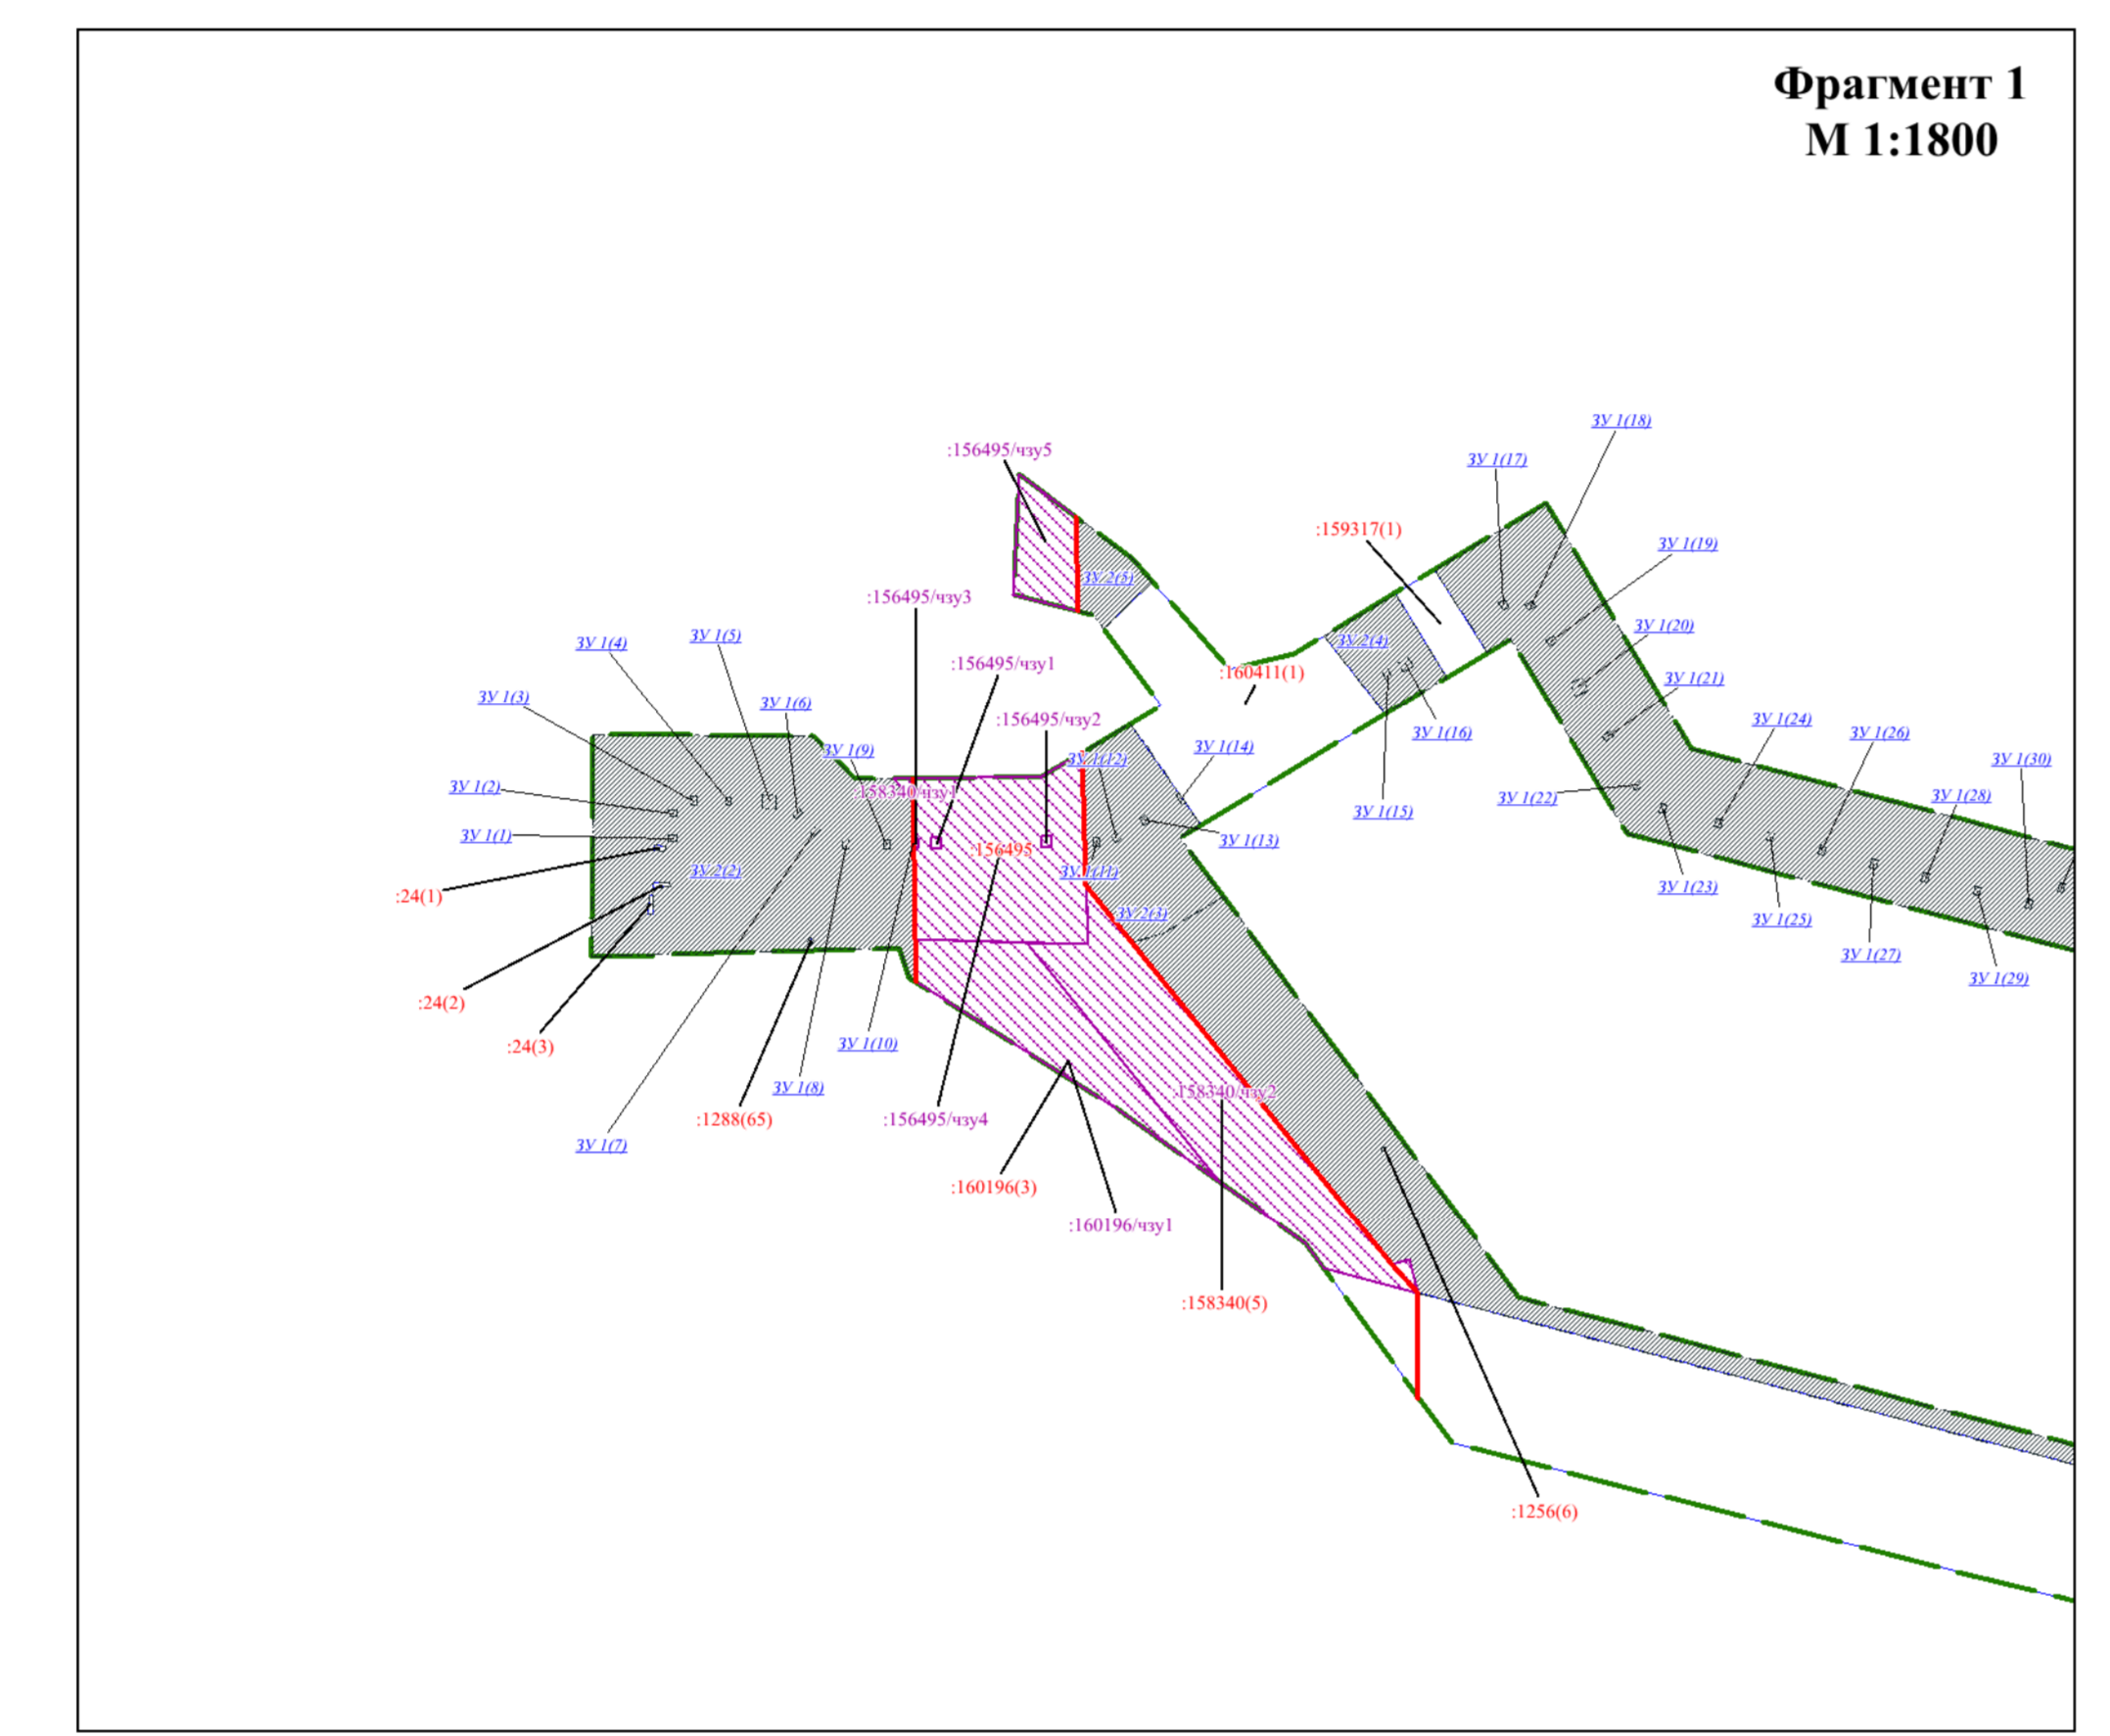 Фрагмент 1
М 1:1800
ЗУ 1(18)
:156495/чзу5
ЗУ 1(17)
:159317(1)
ЗУ 1(19)
ЗУ 2(5)
:156495/чзу3
ЗУ 1(20)
ЗУ 1(4)
ЗУ 1(5)
ЗУ 2(4)
:156495/чзу1
:160411(1)
ЗУ 1(21)
ЗУ 1(3)
ЗУ 1(6)
:156495/чзу2
ЗУ 1(24)
ЗУ 1(16)
ЗУ 1(26)
ЗУ 1(9)
ЗУ 1(14)
ЗУ 1(12)
ЗУ 1(30)
ЗУ 1(2)
:158340/чзу1
ЗУ 1(22)
ЗУ 1(28)
ЗУ 1(15)
ЗУ 1(1)
ЗУ 1(13)
:156495
ЗУ 2(2)
ЗУ 1(11)
ЗУ 1(23)
:24(1)
ЗУ 2(3)
ЗУ 1(25)
ЗУ 1(27)
ЗУ 1(29)
:24(2)
:24(3)
ЗУ 1(10)
ЗУ 1(8)
:158340/чзу2
:1288(65)
:156495/чзу4
ЗУ 1(7)
:160196(3)
:160196/чзу1
:158340(5)
:1256(6)